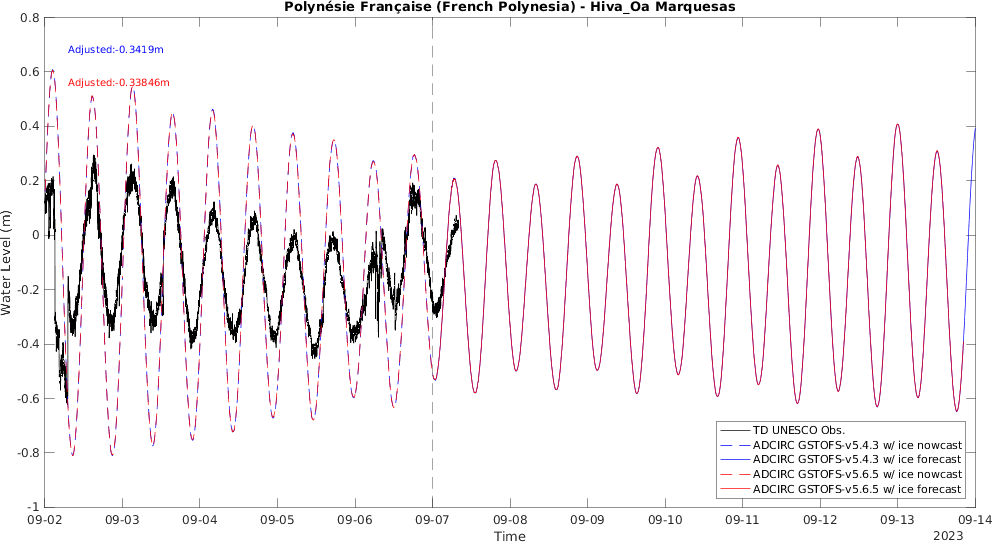 Polynésie Française (French Polynesia) - Hiva_Oa Marquesas
0.8
0.6
0.4
0.2
0
-0.2
-0.4
-0.6
-0.8
-1
Water Level (m)
Adjusted:-0.3419m
Adjusted:-0.33846m
TD UNESCO Obs.
ADCIRC GSTOFS-v5.4.3 w/ ice nowcast
ADCIRC GSTOFS-v5.4.3 w/ ice forecast
ADCIRC GSTOFS-v5.6.5 w/ ice nowcast
ADCIRC GSTOFS-v5.6.5 w/ ice forecast
09-02 09-03 09-04 09-05 09-06 09-07 09-08 09-09 09-10 09-11 09-12 09-13 09-14
Time
2023